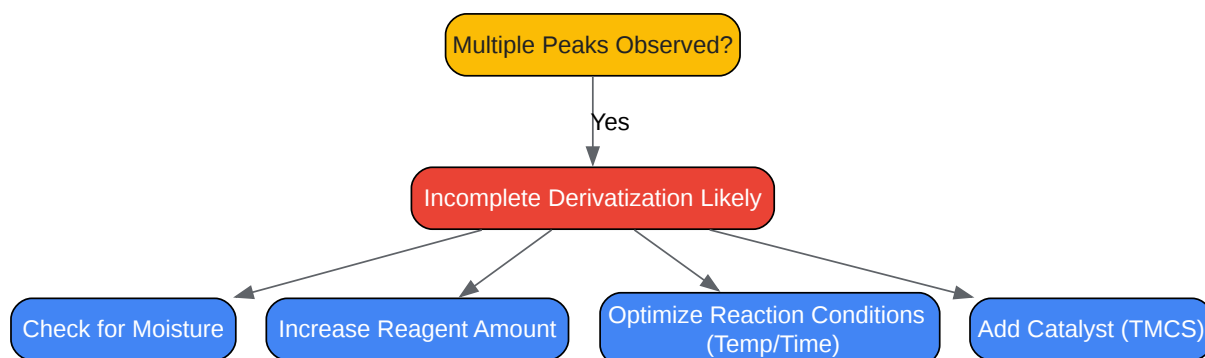 Multiple Peaks Observed?
Yes
Incomplete Derivatization Likely
Check for Moisture
Increase Reagent Amount
Optimize Reaction Conditions
(Temp/Time)
Add Catalyst (TMCS)